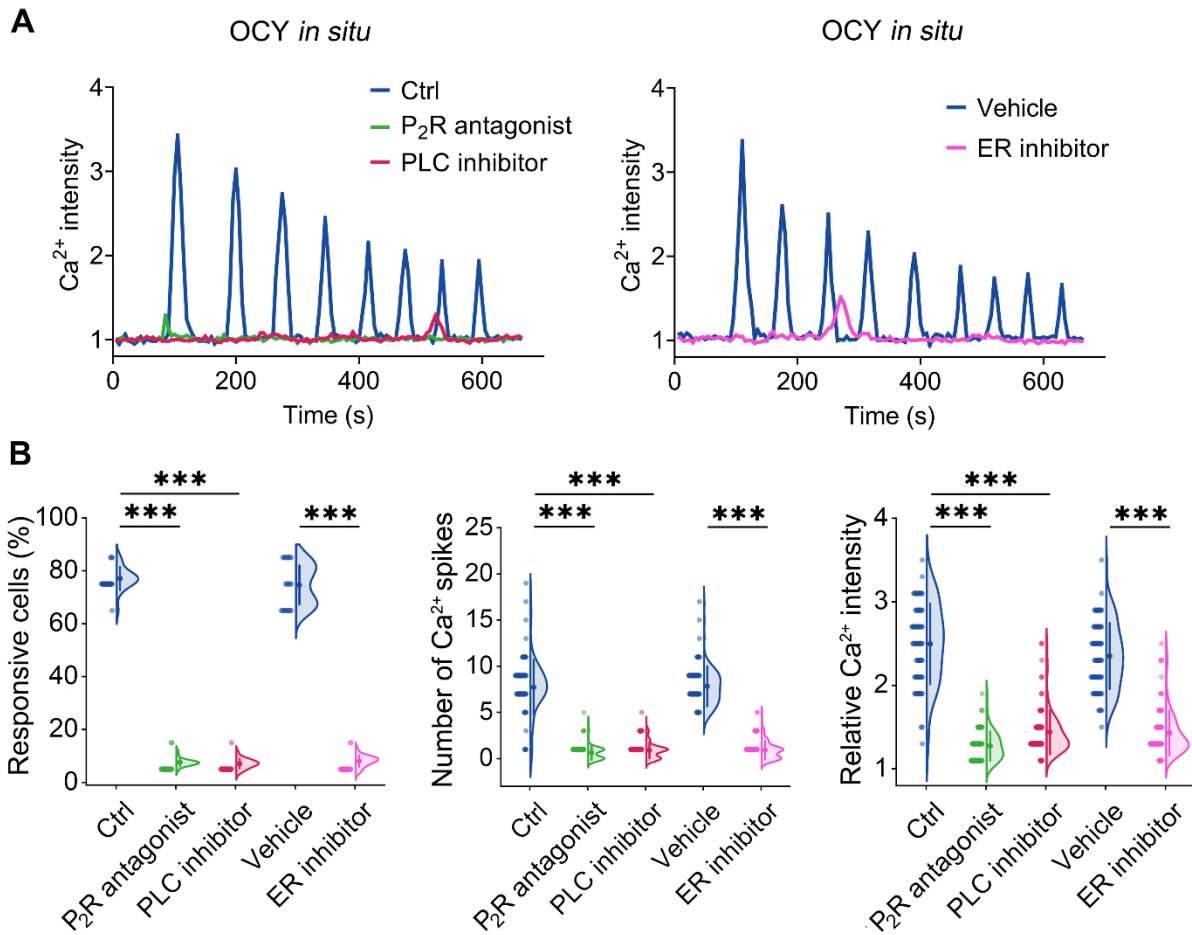 A
OCY in situ
OCY in situ
Ctrl
P₂R antagonist
PLC inhibitor
Ca²⁺ intensity
4
3
2
1
0
200
400
600
Time (s)
Vehicle
ER inhibitor
Ca²⁺ intensity
4
3
2
1
0
200
400
600
Time (s)
B
***
***
***
Responsive cells (%)
100
80
60
40
20
0
Ctrl
P₂R antagonist
PLC inhibitor
Vehicle
ER inhibitor
***
***
***
Number of Ca²⁺ spikes
25
20
15
10
5
0
Ctrl
P₂R antagonist
PLC inhibitor
Vehicle
ER inhibitor
***
***
***
Relative Ca²⁺ intensity
4
3
2
1
Ctrl
P₂R antagonist
PLC inhibitor
Vehicle
ER inhibitor